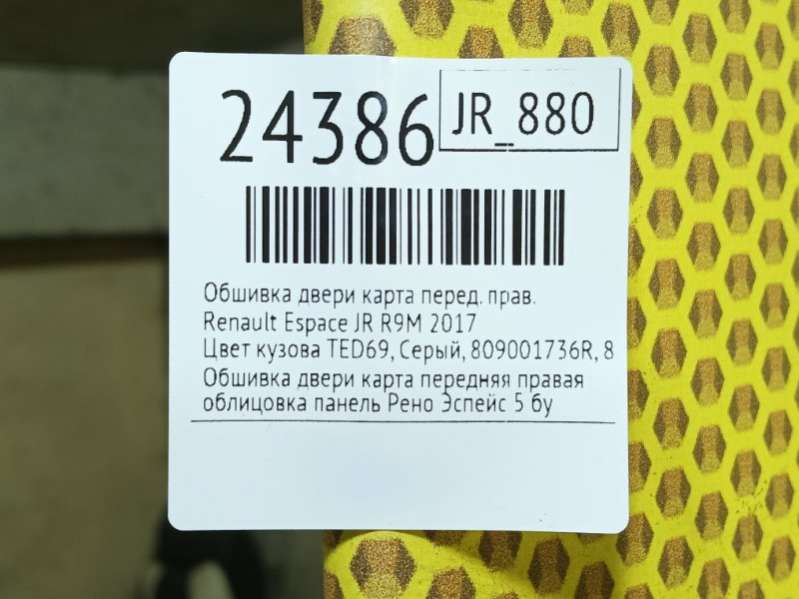 24386
JR_880
Обшивка двери карта перед. прав.
Renault Espace JR R9M 2017
Цвет кузова TED69, Серый, 809001736R, 8
Обшивка двери карта передняя правая
облицовка панель Рено Эспейс 5 бу